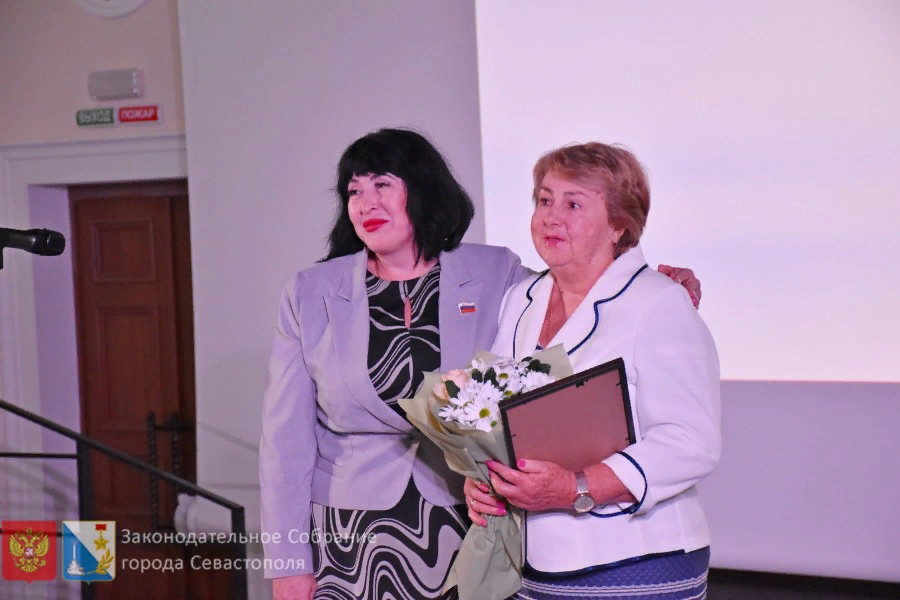 ВЫХОД
ПОЖАР
Законодательное Собрание
города Севастополя